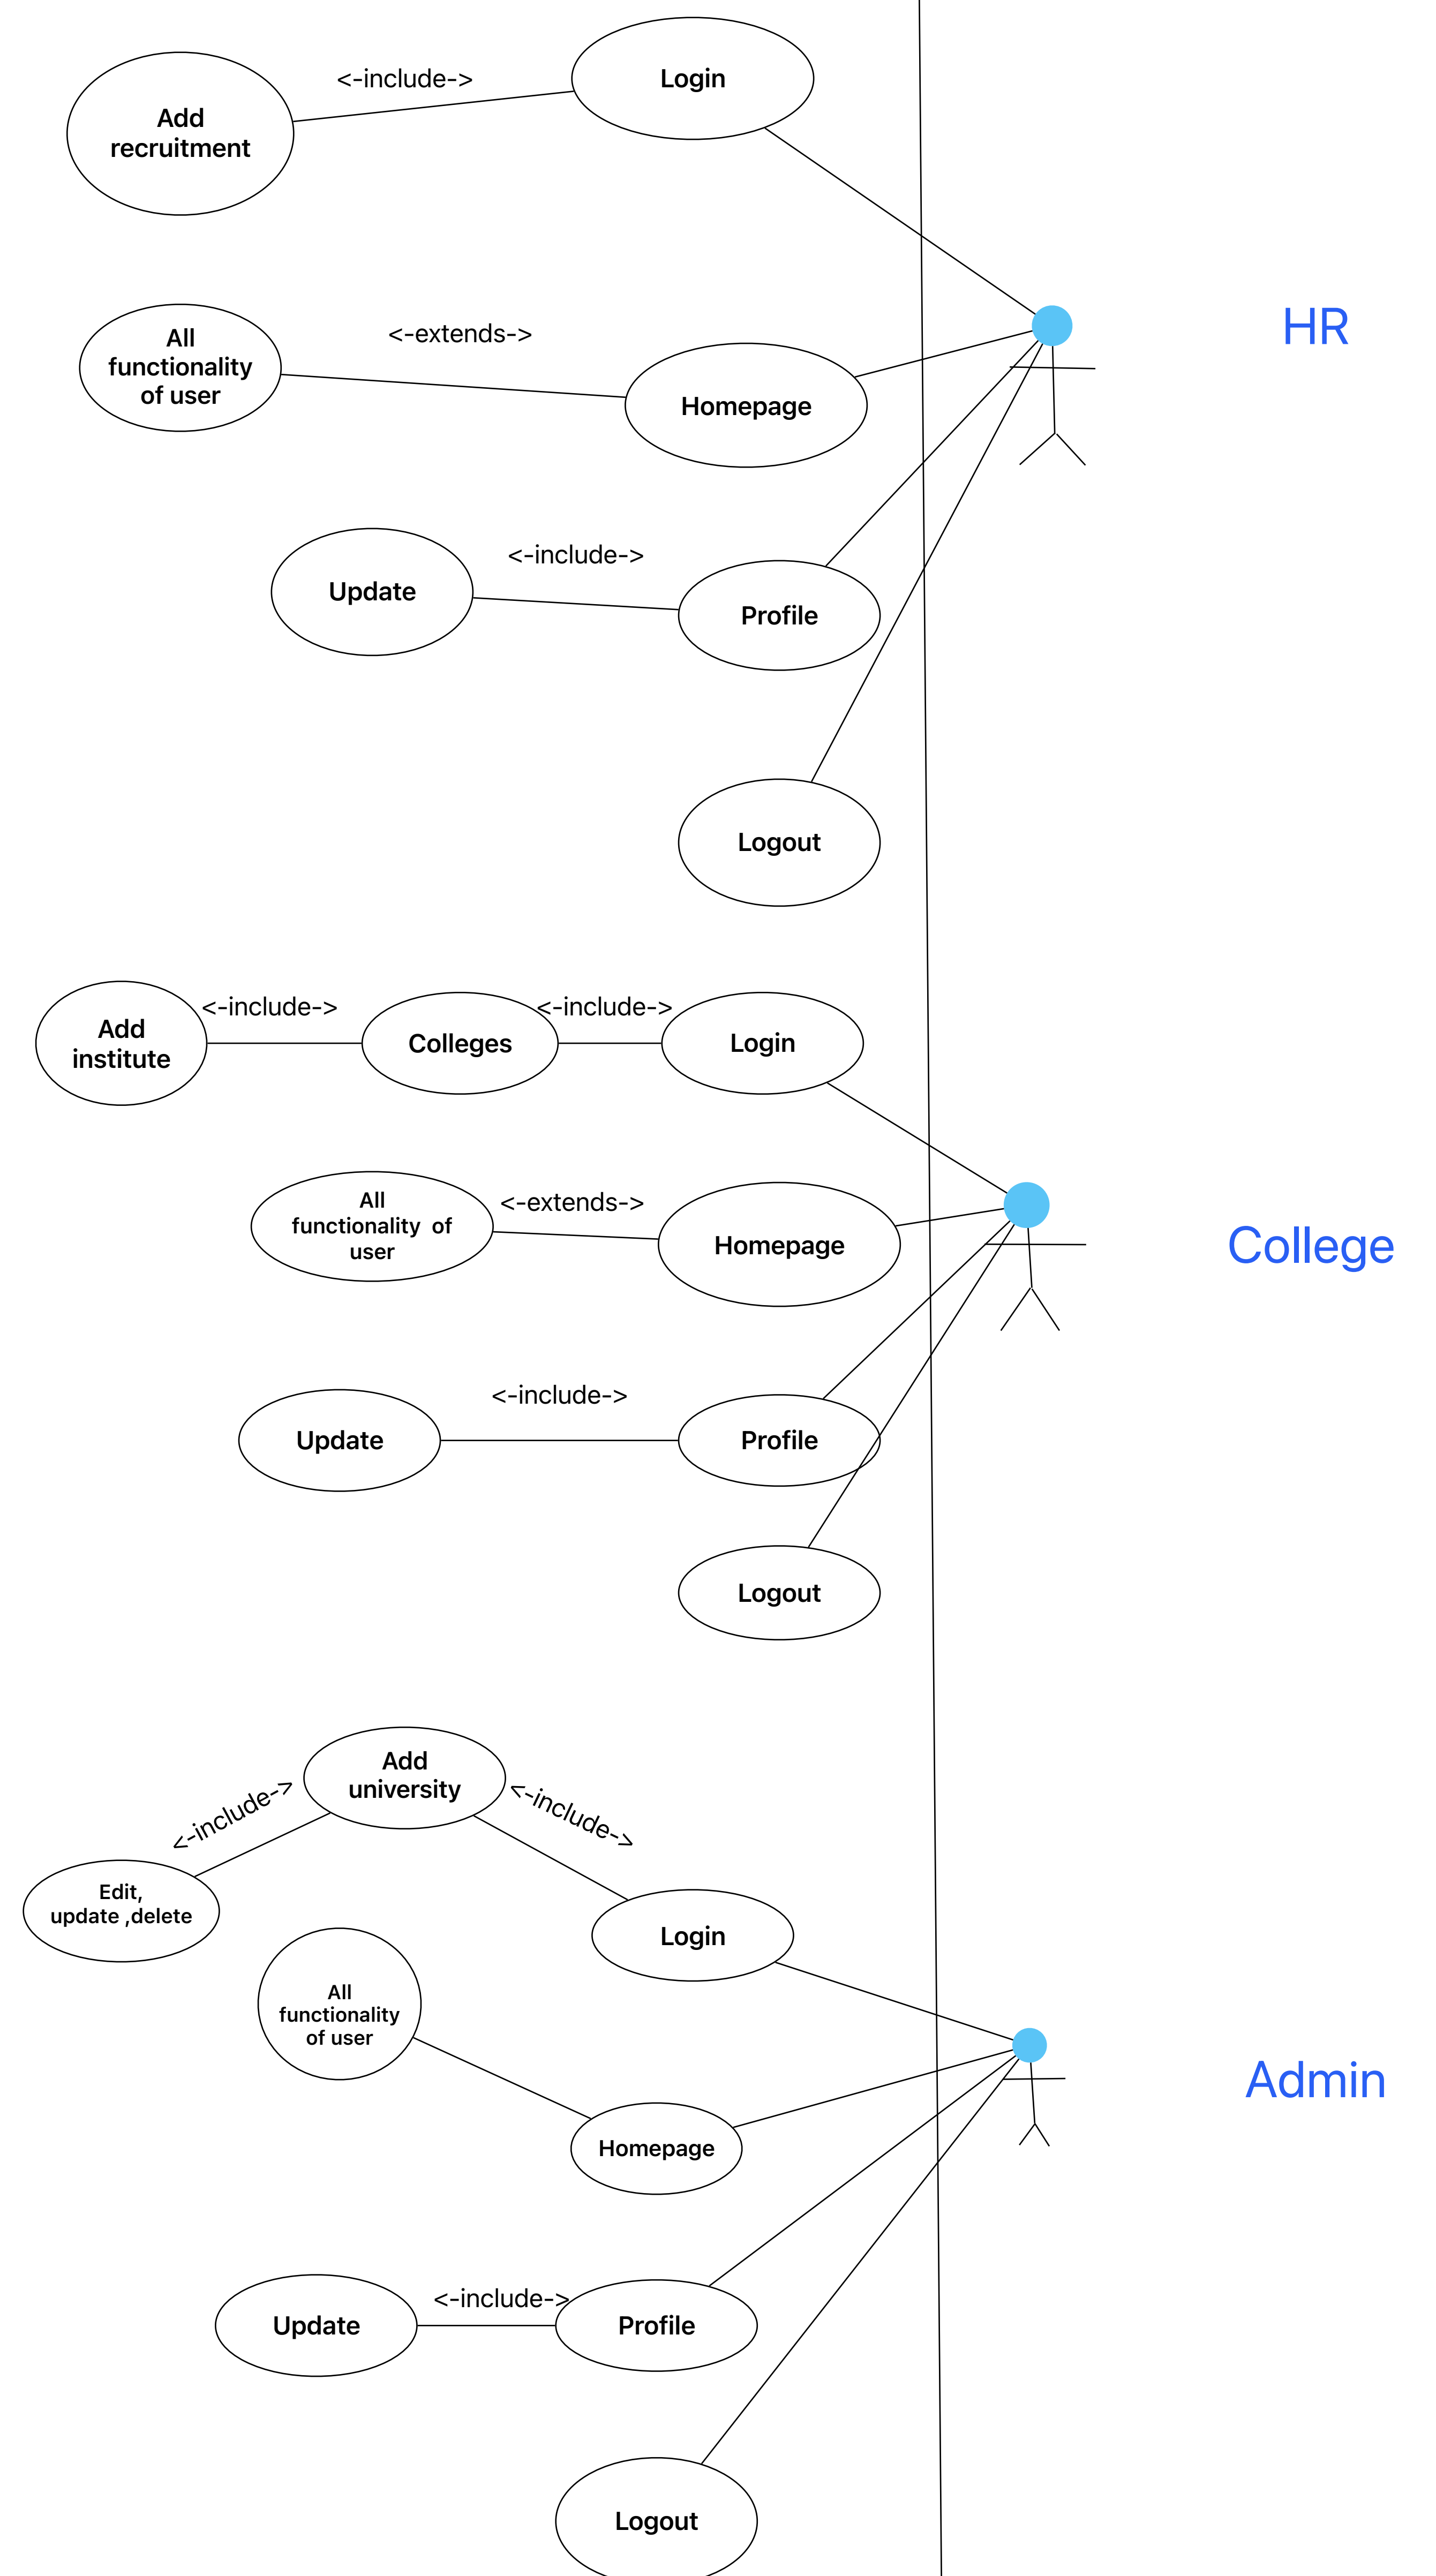 <-include->
Login
Add
recruitment
HR
<-extends->
All
functionality
of user
Homepage
<-include->
Update
Profile
Logout
<-include->
<-include->
Add
institute
Colleges
Login
All
functionality  of
user
<-extends->
Homepage
College
<-include->
Update
Profile
Logout
Add
university
<-include->
<-include->
Edit,
update ,delete
Login
All
functionality
of user
Admin
Homepage
<-include->
Update
Profile
Logout